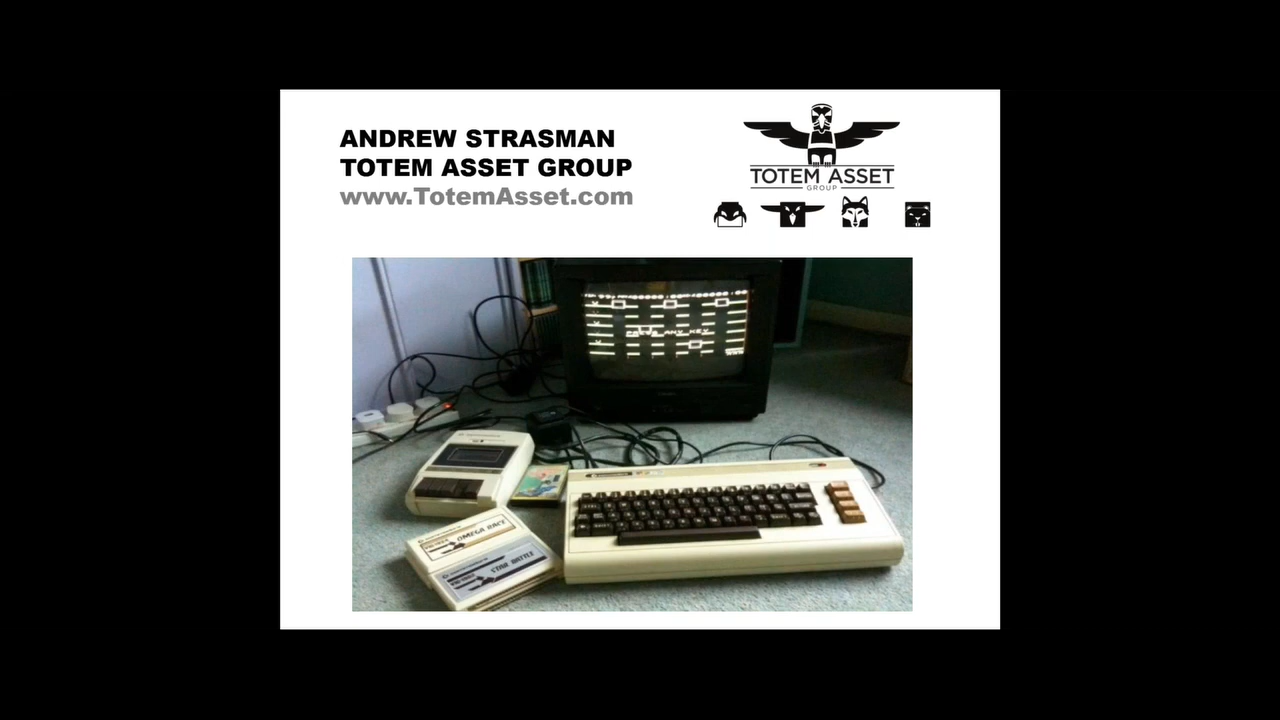 ANDREW STRASMAN
TOTEM ASSET GROUP
www.TotemAsset.com
TOTEM ASSET
GROUP
PRESS ANY KEY
OMEGA RACE
STAR BATTLE